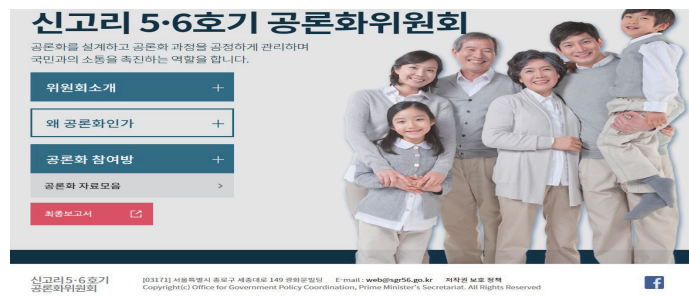 신고리 5·6호기 공론화위원회
공론화를 설계하고 공론화 과정을 공정하게 관리하며
국민과의 소통을 촉진하는 역할을 합니다.
위원회소개 +
왜 공론화인가 +
공론화 참여방 +
공론화 자료모음 >
최종보고서
신고리 5·6호기
공론화위원회
[03171] 서울특별시 종로구 세종대로 149 광화문빌딩 E-mail : web@sgr56.go.kr 저작권 보호 정책
Copyright(c) Office for Government Policy Coordination, Prime Minister's Secretariat. All Rights Reserved
f